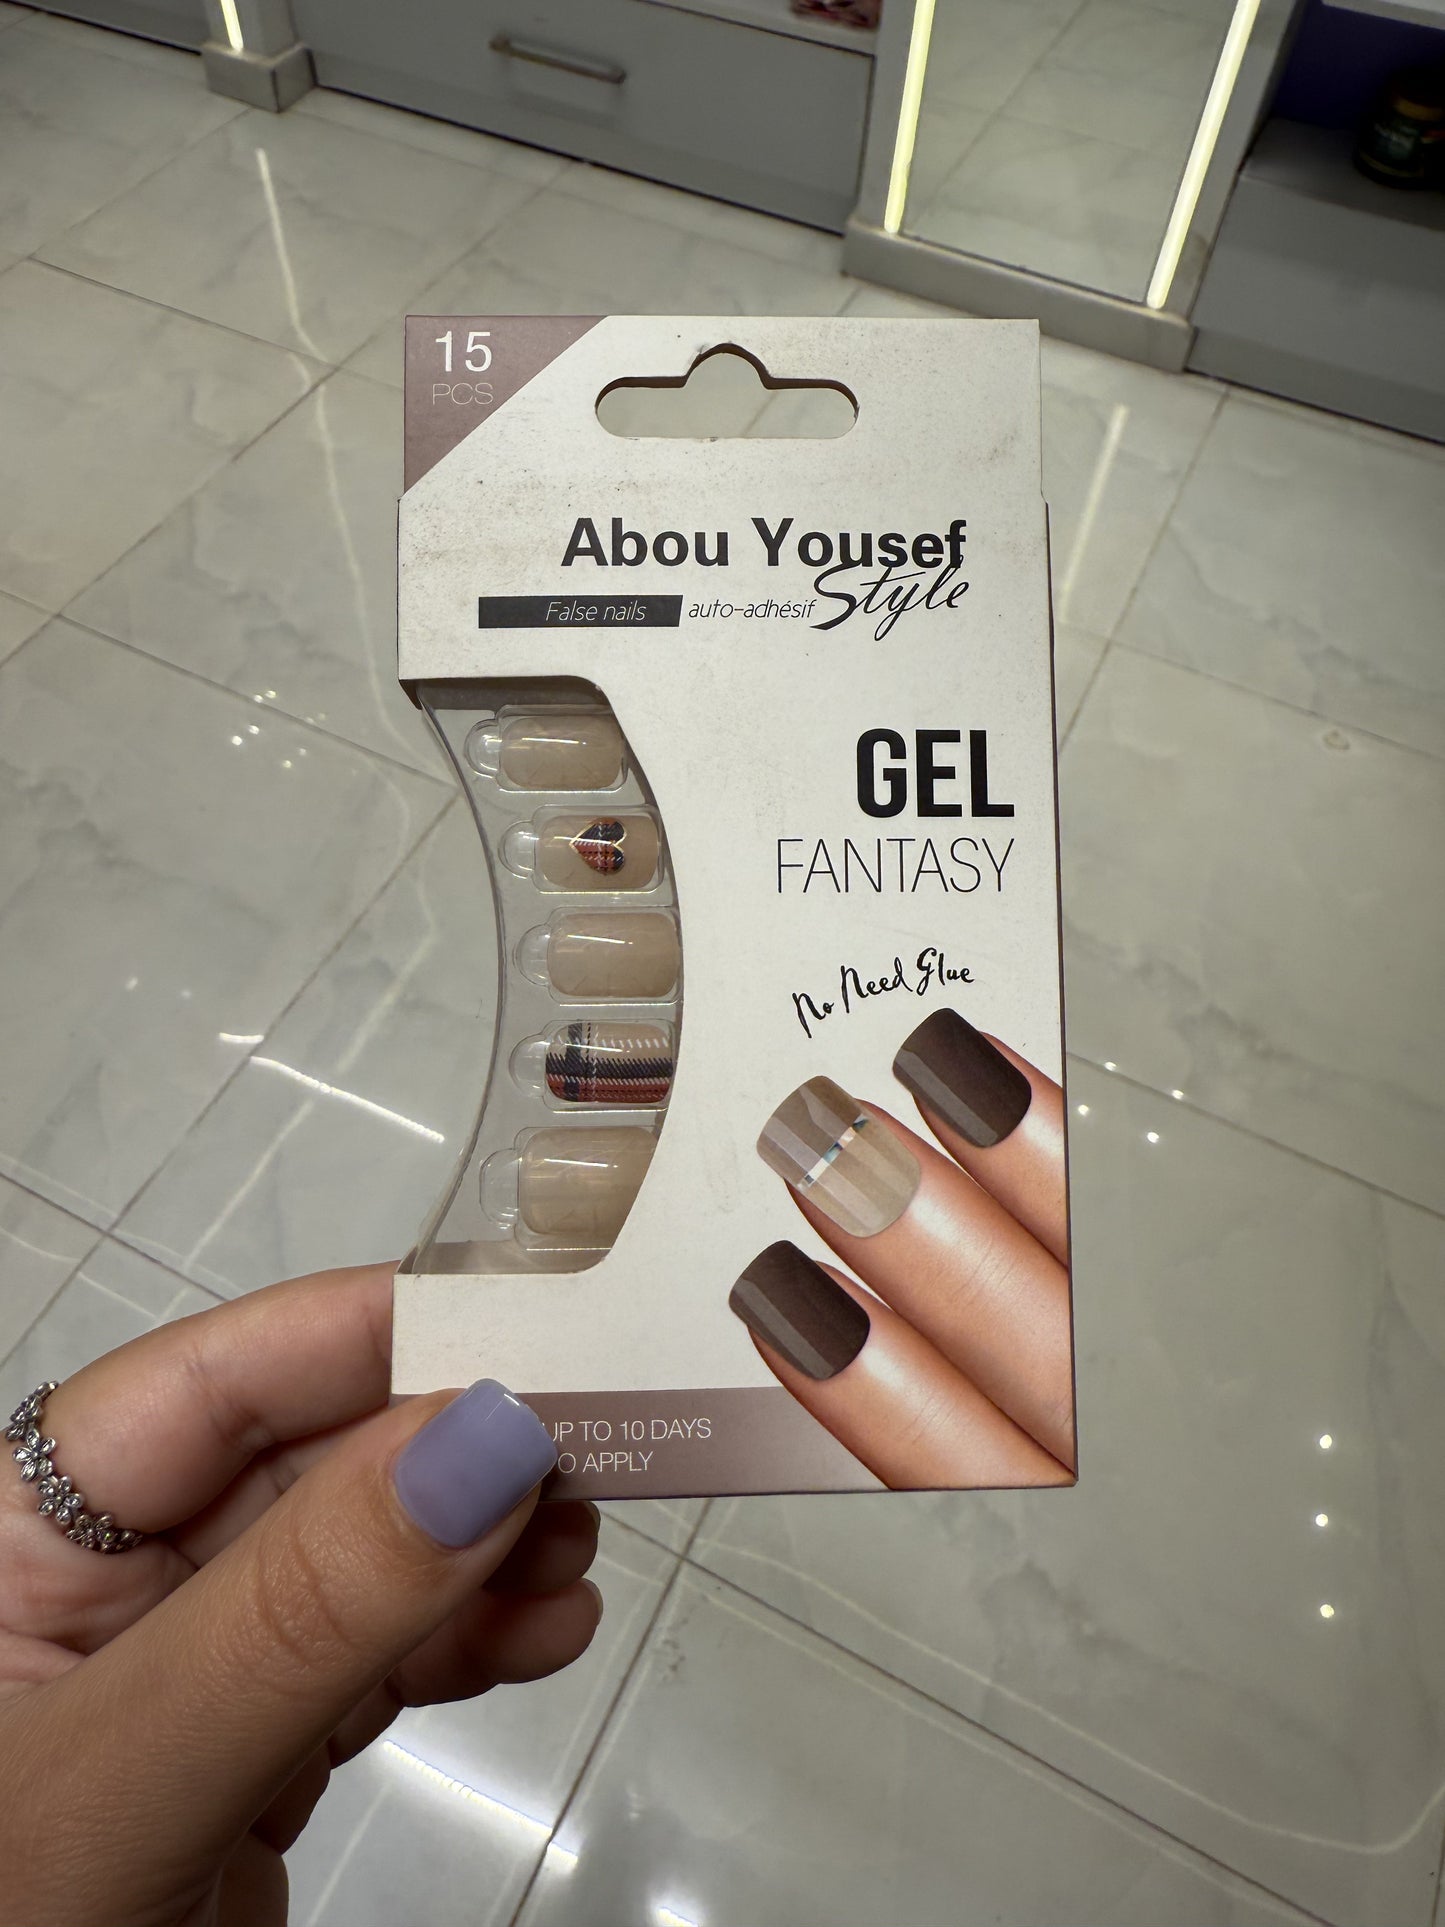 15
PCS
Abou Yousef
Style
False nails auto-adhésif
GEL
FANTASY
No Need Glue
UP TO 10 DAYS
APPLY